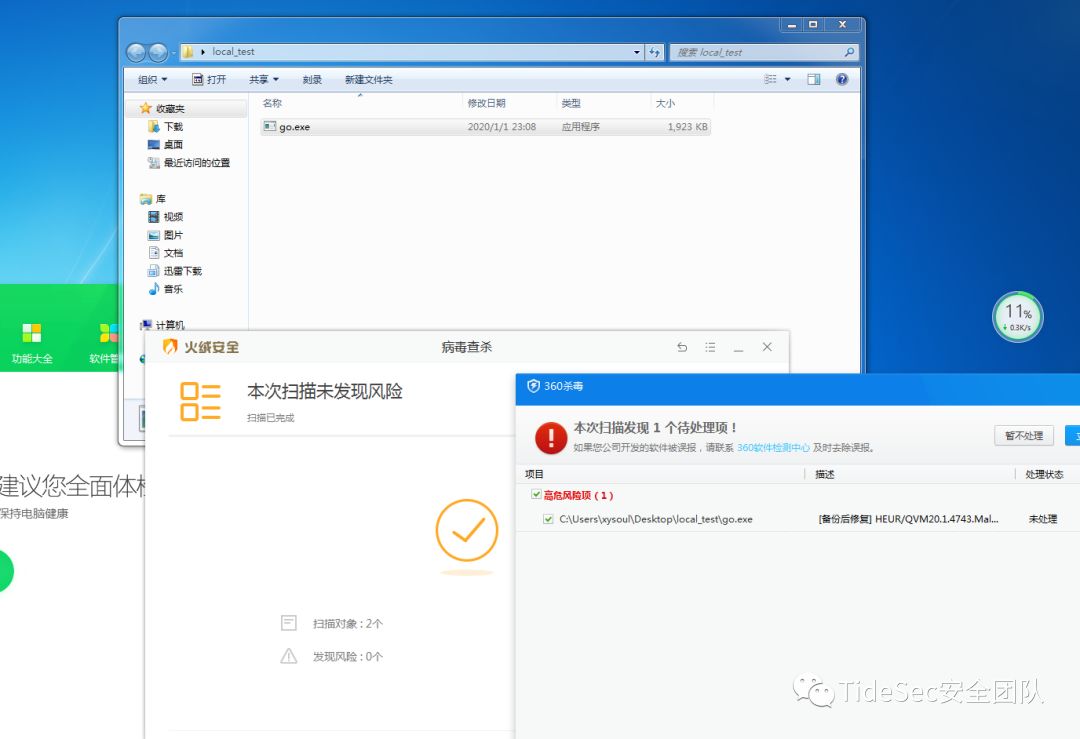 local_test
搜索 local_test
组织
打开
共享
刻录
新建文件夹
名称
修改日期
类型
大小
收藏夹
go.exe
2020/1/1 23:08
应用程序
1,923 KB
下载
桌面
最近访问的位置
库
视频
图片
文档
迅雷下载
音乐
计算机
11%
0.3K/s
功能大全
软件管
火绒安全
病毒查杀
本次扫描未发现风险
扫描已完成
360杀毒
本次扫描发现 1 个待处理项！
如果您公司开发的软件被误报，请联系 360软件检测中心 及时去除误报。
暂不处理
项目
描述
处理状态
高危风险项 ( 1 )
C:\Users\xysoul\Desktop\local_test\go.exe
[备份后修复] HEUR/QVM20.1.4743.Mal...
未处理
建议您全面体检
保持电脑健康
扫描对象 : 2个
发现风险 : 0个
TideSec安全团队